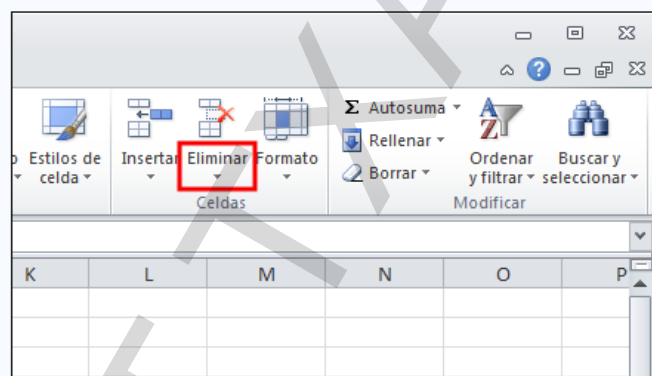 Autosuma
Rellenar
Borrar
Estilos de
celda
Insertar
Eliminar
Formato
Ordenar
y filtrar
Buscar y
seleccionar
Celdas
Modificar
K L M N O P